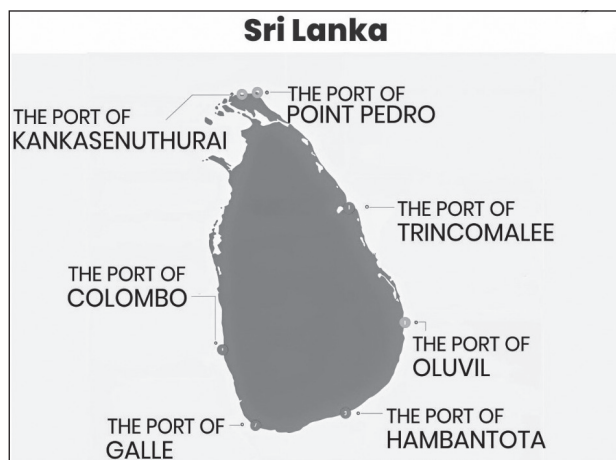 Sri Lanka
THE PORT OF
KANKASENUTHURAI
THE PORT OF
POINT PEDRO
THE PORT OF
TRINCOMALEE
THE PORT OF
COLOMBO
THE PORT OF
OLUVIL
THE PORT OF
GALLE
THE PORT OF
HAMBANTOTA